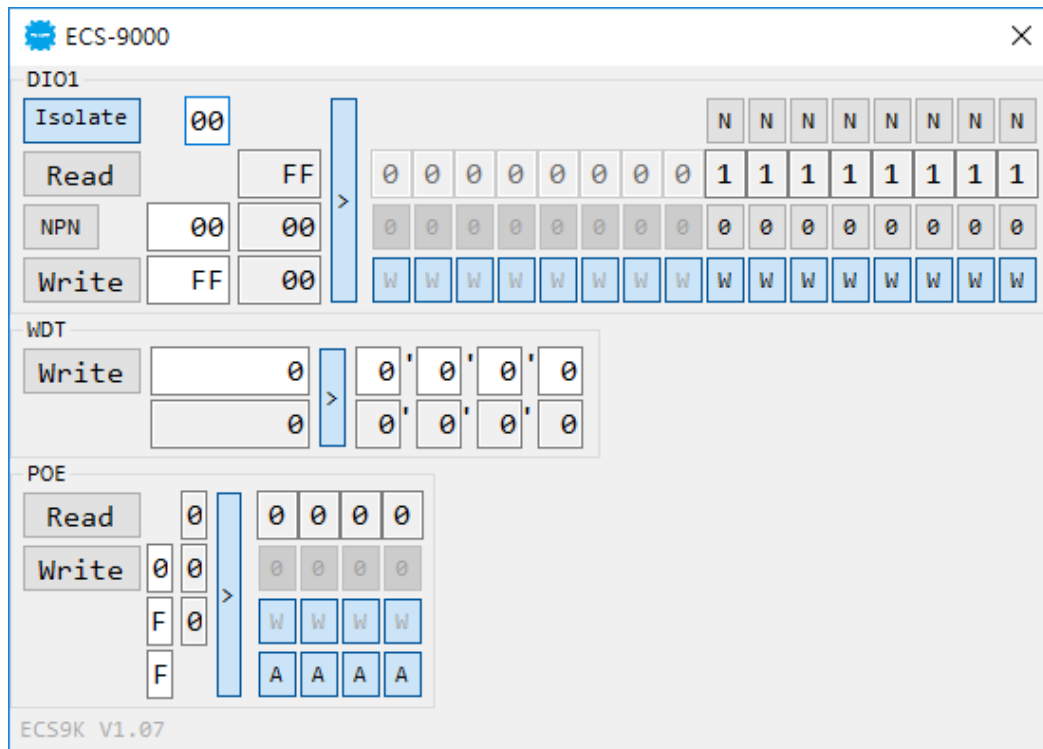 ECS-9000
DIO1
Isolate 00 N N N N N N N N
Read FF > 0 0 0 0 0 0 0 0 1 1 1 1 1 1 1 1
NPN 00 00 0 0 0 0 0 0 0 0 0 0 0 0 0 0 0 0
Write FF 00 W W W W W W W W W W W W W W W W
WDT
Write 0 > 0 ' 0 ' 0 ' 0
0 0 ' 0 ' 0 ' 0
POE
Read 0 0 0 0 0
Write 0 0 > 0 0 0 0
F 0 W W W W
F A A A A
ECS9K V1.07